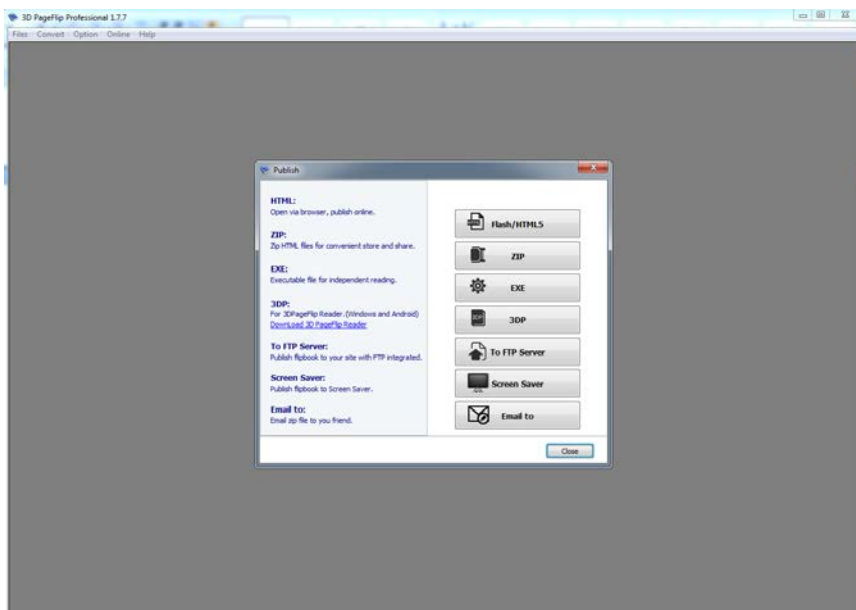 3D PageFlip Professional 1.7.7
Files Convert Option Online Help
Publish
HTML:
Open via browser, publish online.
ZIP:
Zip HTML files for convenient store and share.
EXE:
Executable file for independent reading.
3DP:
For 3DPageFlip Reader.(Windows and Android)
DownLoad 3D PageFlip Reader
To FTP Server:
Publish flipbook to your site with FTP integrated.
Screen Saver:
Publish flipbook to Screen Saver.
Email to:
Email zip file to you friend.
Flash/HTML5
ZIP
EXE
3DP
To FTP Server
Screen Saver
Email to
Close